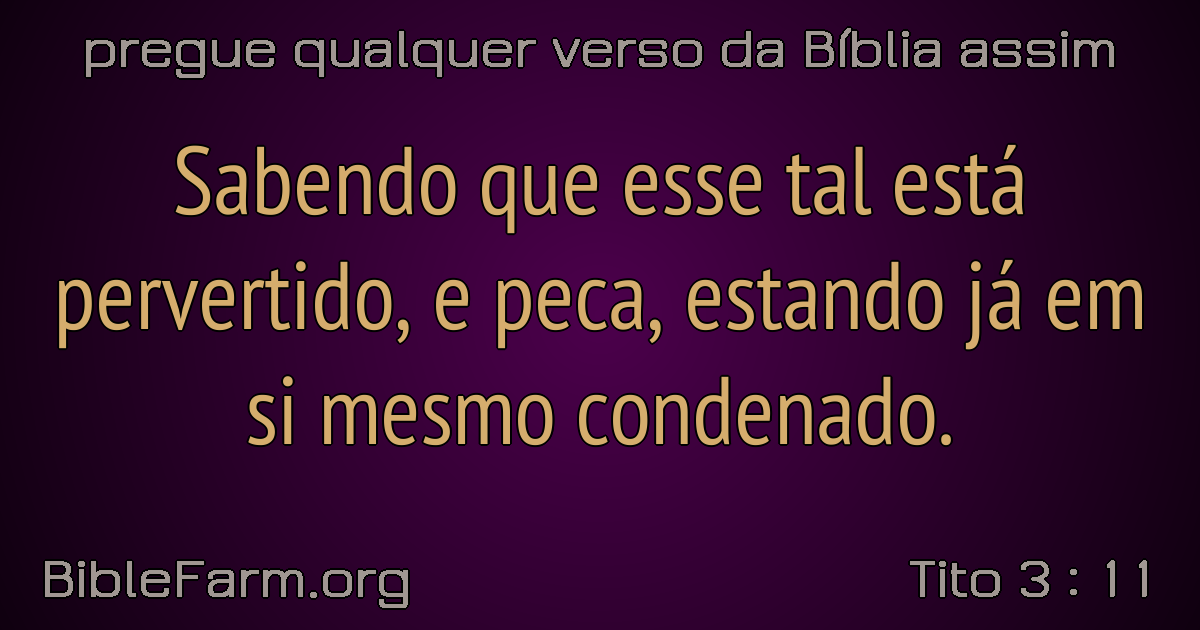 pregue qualquer verso da Bíblia assim
Sabendo que esse tal está
pervertido, e peca, estando já em
si mesmo condenado.
BibleFarm.org
Tito 3 : 11